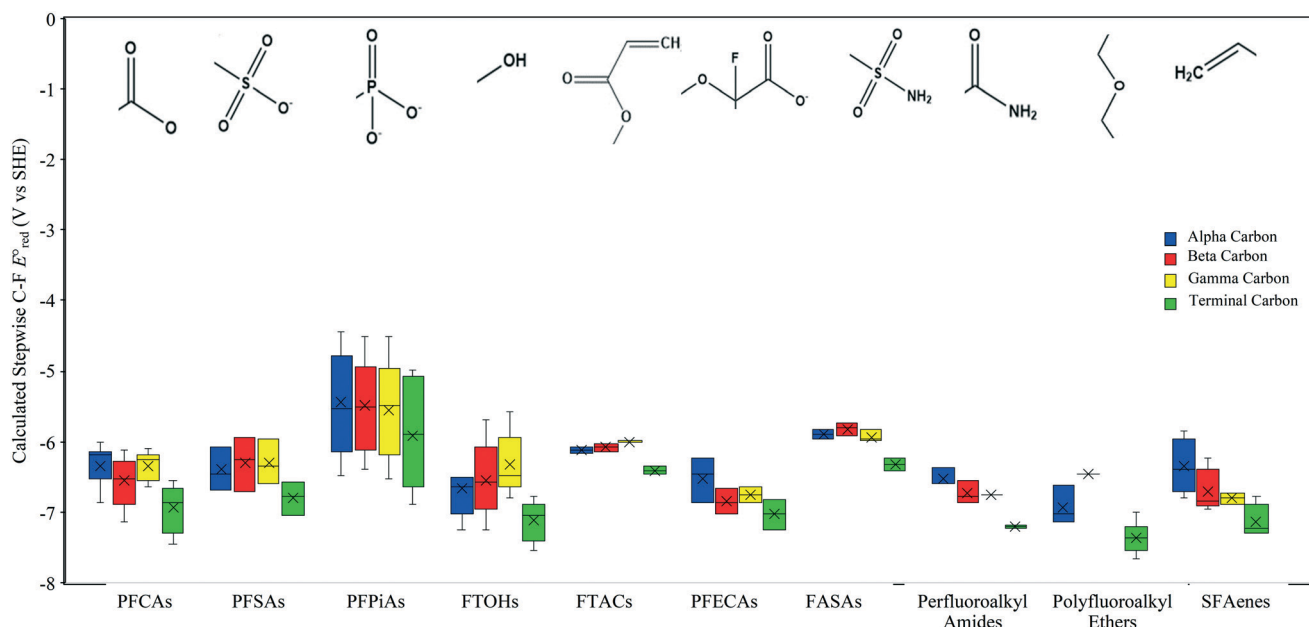 Calculated Stepwise C-F E°red (V vs SHE)
0
-1
-2
-3
-4
-5
-6
-7
-8
O
O
O
S
O
O-
O
P
O-
O-
OH
CH
O
O
F
O
O
O-
O
S
NH2
O
O
NH2
O
H2C
Alpha Carbon
Beta Carbon
Gamma Carbon
Terminal Carbon
PFCAs
PFSAs
PFPiAs
FTOHs
FTACs
PFECAs
FASAs
Perfluoroalkyl
Amides
Polyfluoroalkyl
Ethers
SFAenes